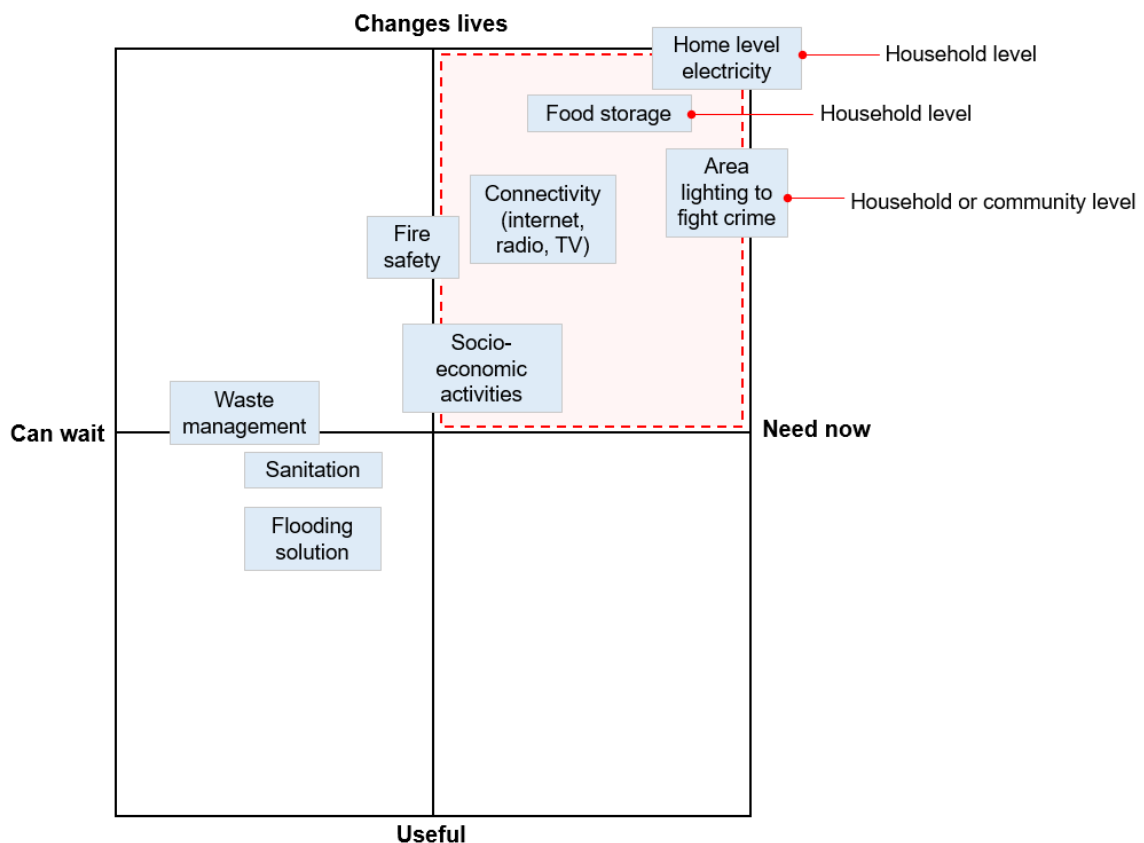 Changes lives
Home level
electricity
Household level
Food storage
Household level
Area
lighting to
fight crime
Household or community level
Connectivity
(internet,
radio, TV)
Fire
safety
Socio-
economic
activities
Waste
management
Can wait
Need now
Sanitation
Flooding
solution
Useful